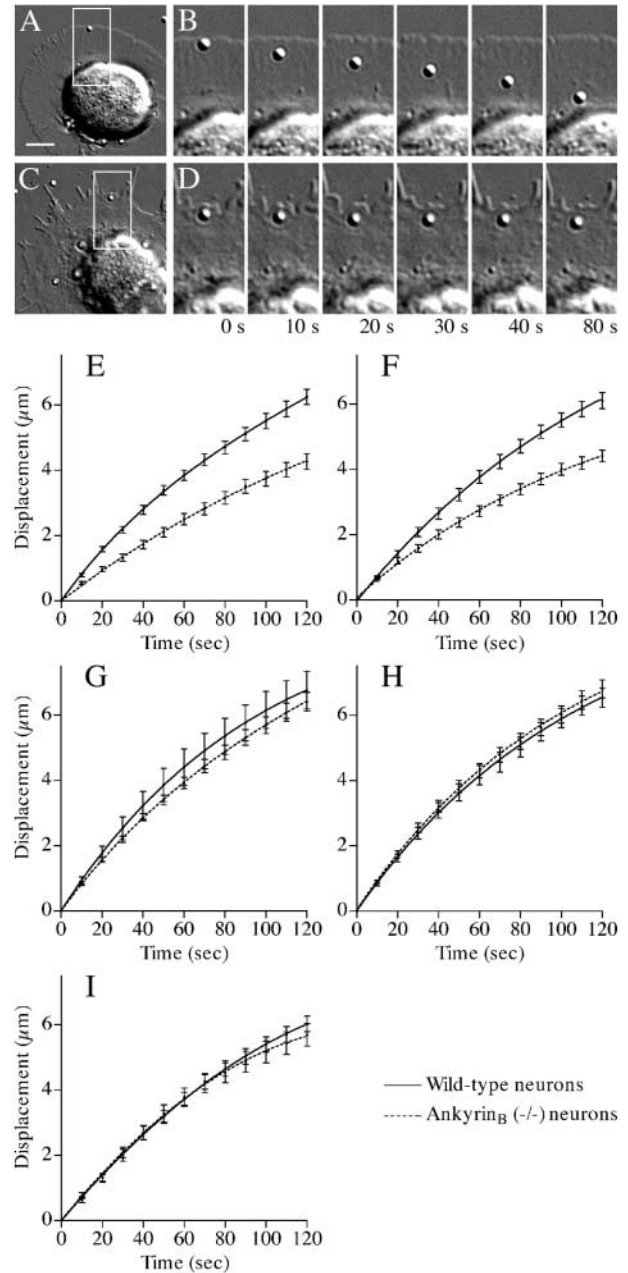 A B
C D
0 s 10 s 20 s 30 s 40 s 80 s
E F
Displacement (µm)
6
4
2
0
0 20 40 60 80 100 120
Time (sec)
Displacement (µm)
6
4
2
0
0 20 40 60 80 100 120
Time (sec)
G H
Displacement (µm)
6
4
2
0
0 20 40 60 80 100 120
Time (sec)
Displacement (µm)
6
4
2
0
0 20 40 60 80 100 120
Time (sec)
I
Displacement (µm)
6
4
2
0
0 20 40 60 80 100 120
Time (sec)
Wild-type neurons
AnkyrinB (-/-) neurons